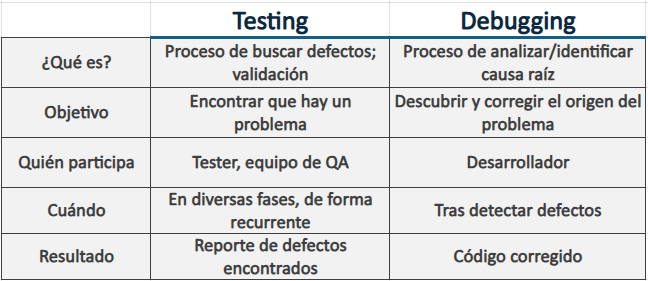 Testing Debugging
¿Qué es? Proceso de buscar defectos; validación Proceso de analizar/identificar causa raíz
Objetivo Encontrar que hay un problema Descubrir y corregir el origen del problema
Quién participa Tester, equipo de QA Desarrollador
Cuándo En diversas fases, de forma recurrente Tras detectar defectos
Resultado Reporte de defectos encontrados Código corregido